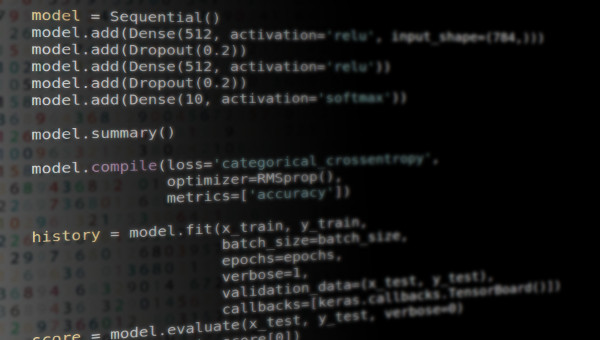 model = Sequential()
model.add(Dense(512, activation='relu', input_shape=(784,)))
model.add(Dropout(0.2))
model.add(Dense(512, activation='relu'))
model.add(Dropout(0.2))
model.add(Dense(10, activation='softmax'))
model.summary()
model.compile(loss='categorical_crossentropy',
optimizer=RMSprop(),
metrics=['accuracy'])
history = model.fit(x_train, y_train,
batch_size=batch_size,
epochs=epochs,
verbose=1,
validation_data=(x_test, y_test),
callbacks=[keras.callbacks.TensorBoard()])
score = model.evaluate(x_test, y_test, verbose=0)
score[0])